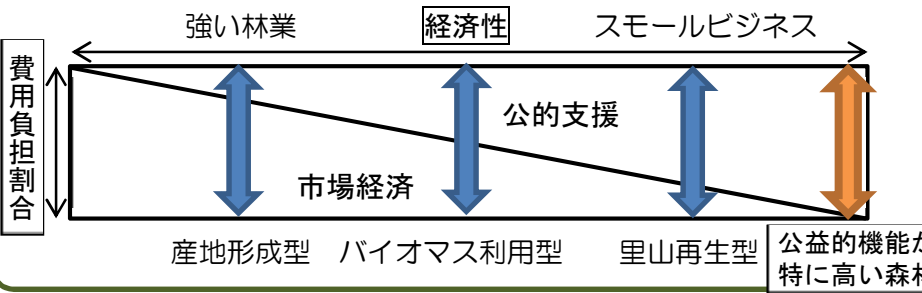 強い林業
経済性
スモールビジネス
費用負担割合
公的支援
市場経済
産地形成型
バイオマス利用型
里山再生型
公益的機能が
特に高い森林